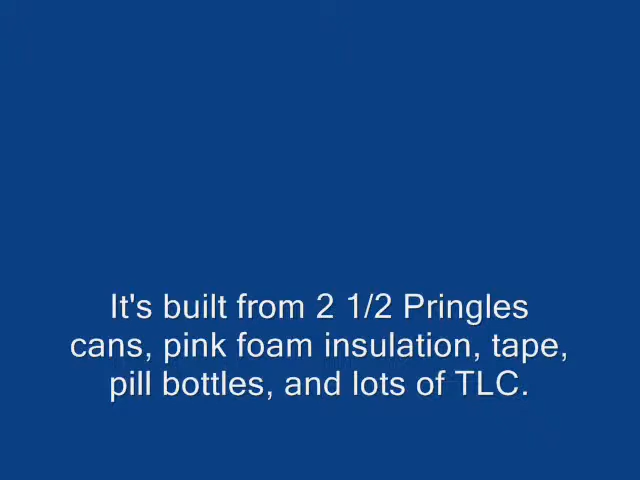 It's built from 2 1/2 Pringles
cans, pink foam insulation, tape,
pill bottles, and lots of TLC.